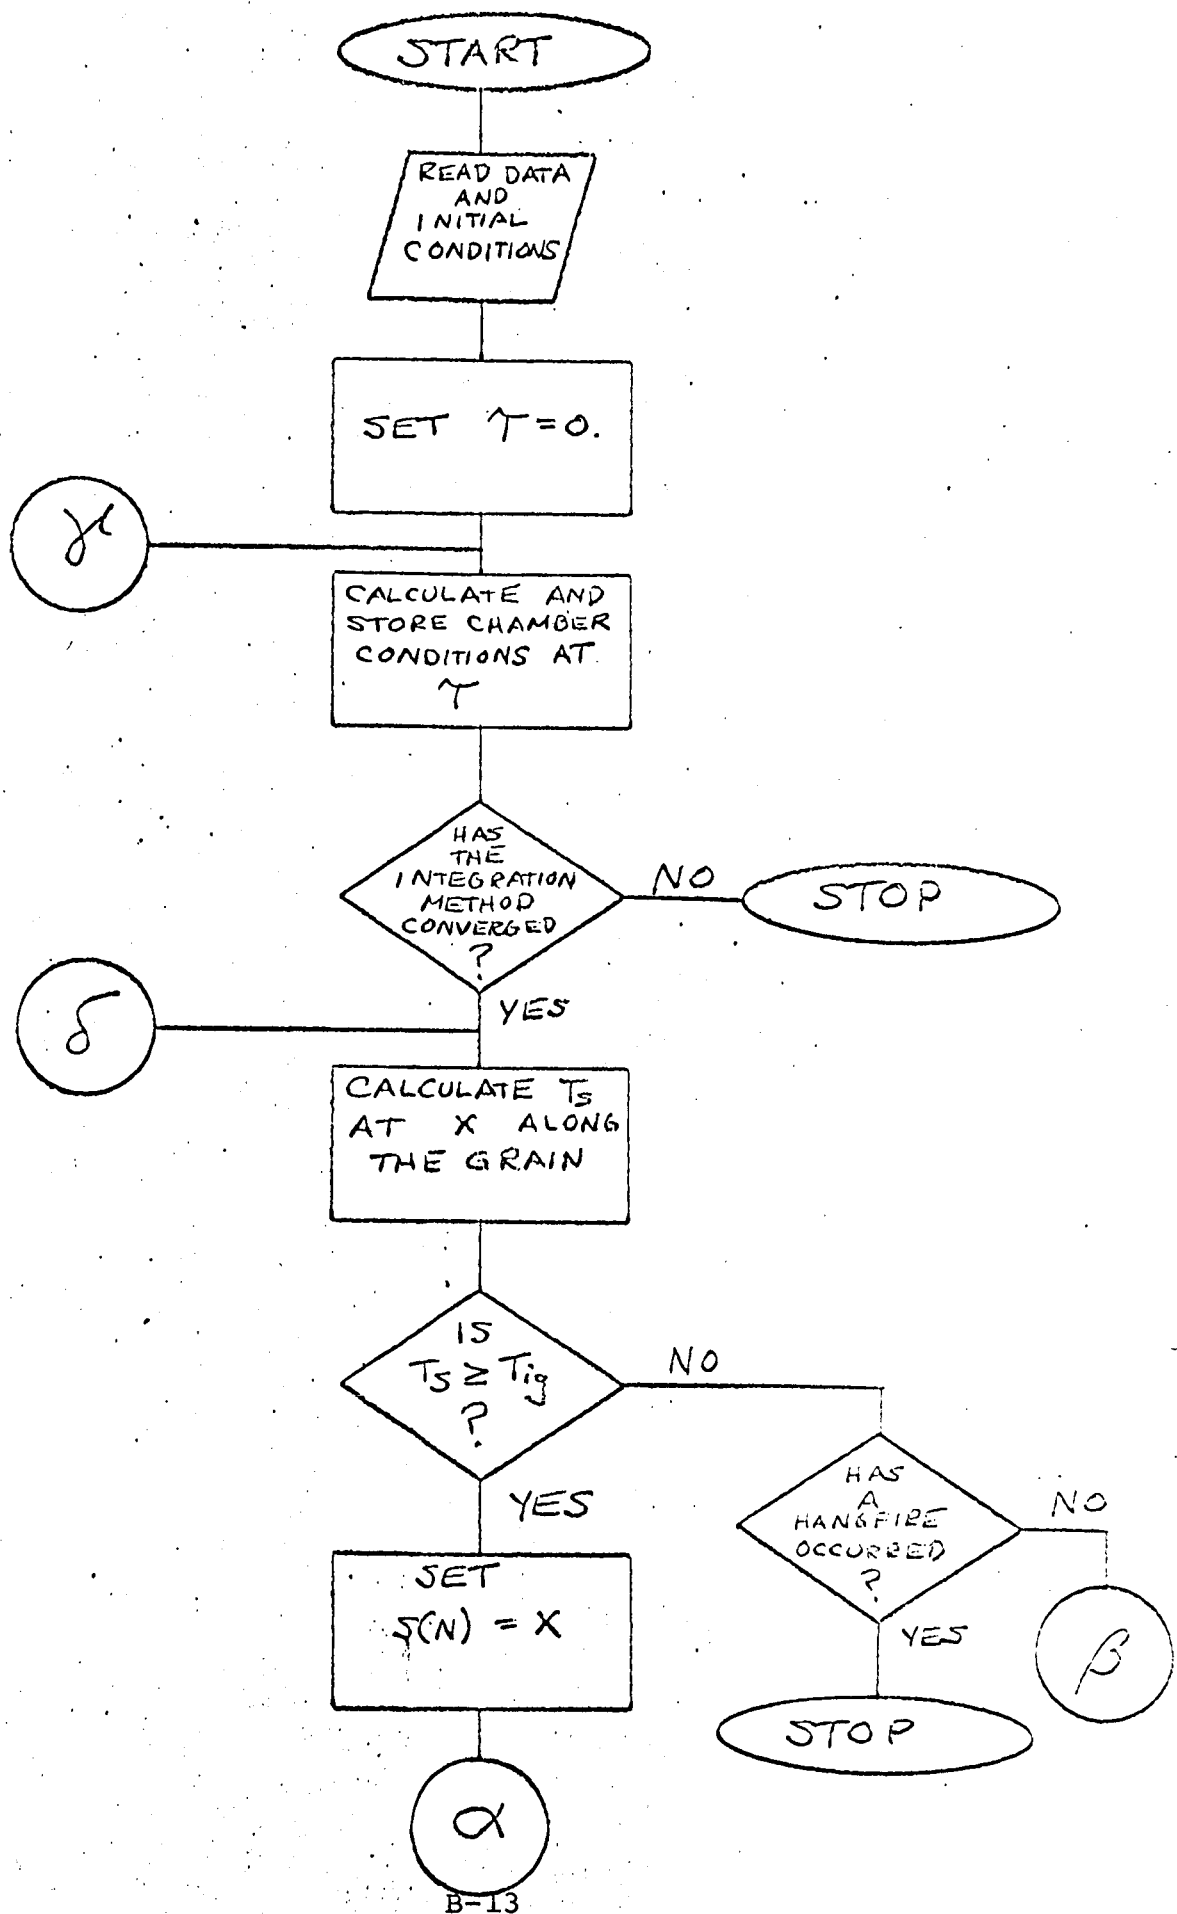 START
READ DATA
AND
INITIAL
CONDITIONS
SET τ = 0.
γ
CALCULATE AND
STORE CHAMBER
CONDITIONS AT
τ
HAS
THE
INTEGRATION
METHOD
CONVERGED
?
NO
STOP
YES
δ
CALCULATE Ts
AT X ALONG
THE GRAIN
IS
Ts ≥ Tig
?
NO
YES
HAS
A
HANGFIRE
OCCURRED
?
NO
YES
β
STOP
SET
S(N) = X
α
B-13